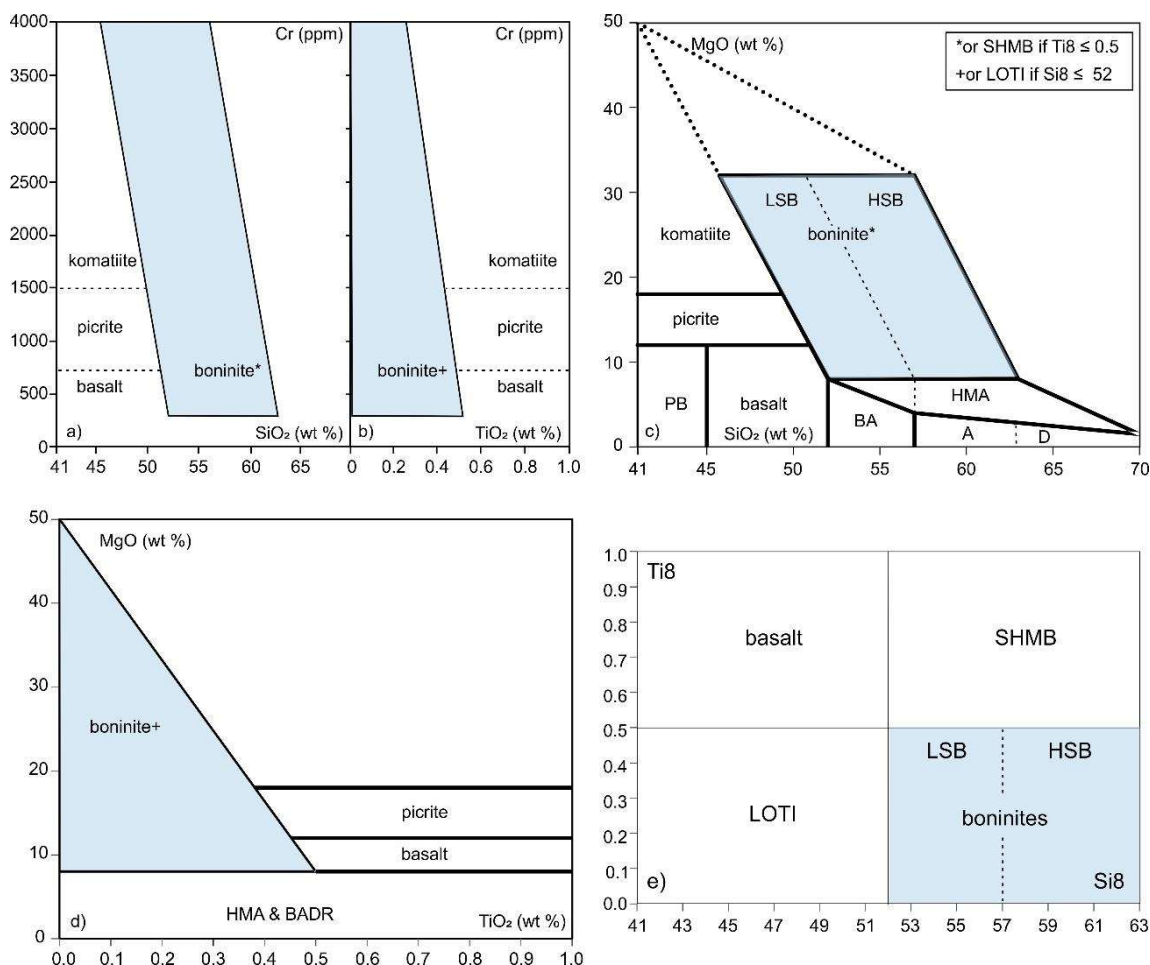 4000
3500
3000
2500
2000
1500
1000
500
0
Cr (ppm)
komatiite
picrite
basalt
boninite*
a)
SiO₂ (wt %)
41 45 50 55 65
Cr (ppm)
komatiite
picrite
boninite+
basalt
b)
TiO₂ (wt %)
0 0.2 0.4 0.6 0.8 1.0
50
40
30
20
10
0
MgO (wt %)
*or SHMB if Ti8 ≤ 0.5
+or LOTI if Si8 ≤ 52
LSB HSB
komatiite
boninite*
picrite
PB
basalt
BA
HMA
A
D
c)
SiO₂ (wt %)
41 45 50 55 60 65 70
50
40
30
20
10
0
MgO (wt %)
boninite+
picrite
basalt
HMA & BADR
d)
TiO₂ (wt %)
0.0 0.1 0.2 0.3 0.4 0.5 0.6 0.7 0.8 0.9 1.0
1.0
0.9
0.8
0.7
0.6
0.5
0.4
0.3
0.2
0.1
0.0
Ti8
basalt
SHMB
LSB HSB
LOTI
boninites
e)
Si8
41 43 45 47 49 51 53 55 57 59 61 63